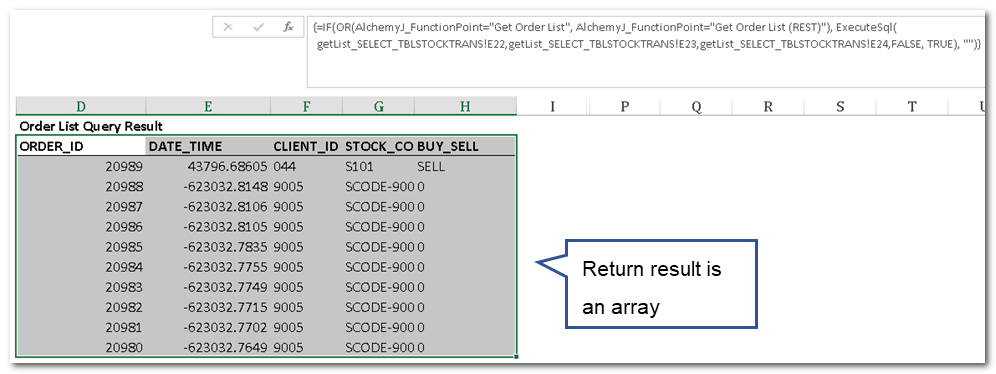 fx {=IF(OR(AlchemyJ_FunctionPoint="Get Order List", AlchemyJ_FunctionPoint="Get Order List (REST)"), ExecuteSql(
getList_SELECT_TBLSTOCKTRANS!E22,getList_SELECT_TBLSTOCKTRANS!E23,getList_SELECT_TBLSTOCKTRANS!E24,FALSE, TRUE), "")}
D E F G H I P Q R S T U
Order List Query Result
ORDER_ID DATE_TIME CLIENT_ID STOCK_CO BUY_SELL
20989 43796.68605 044 S101 SELL
20988 -623032.8148 9005 SCODE-900 0
20987 -623032.8106 9005 SCODE-900 0
20986 -623032.8105 9005 SCODE-900 0
20985 -623032.7835 9005 SCODE-900 0
20984 -623032.7755 9005 SCODE-900 0
20983 -623032.7749 9005 SCODE-900 0
20982 -623032.7715 9005 SCODE-900 0
20981 -623032.7702 9005 SCODE-900 0
20980 -623032.7649 9005 SCODE-900 0
Return result is
an array